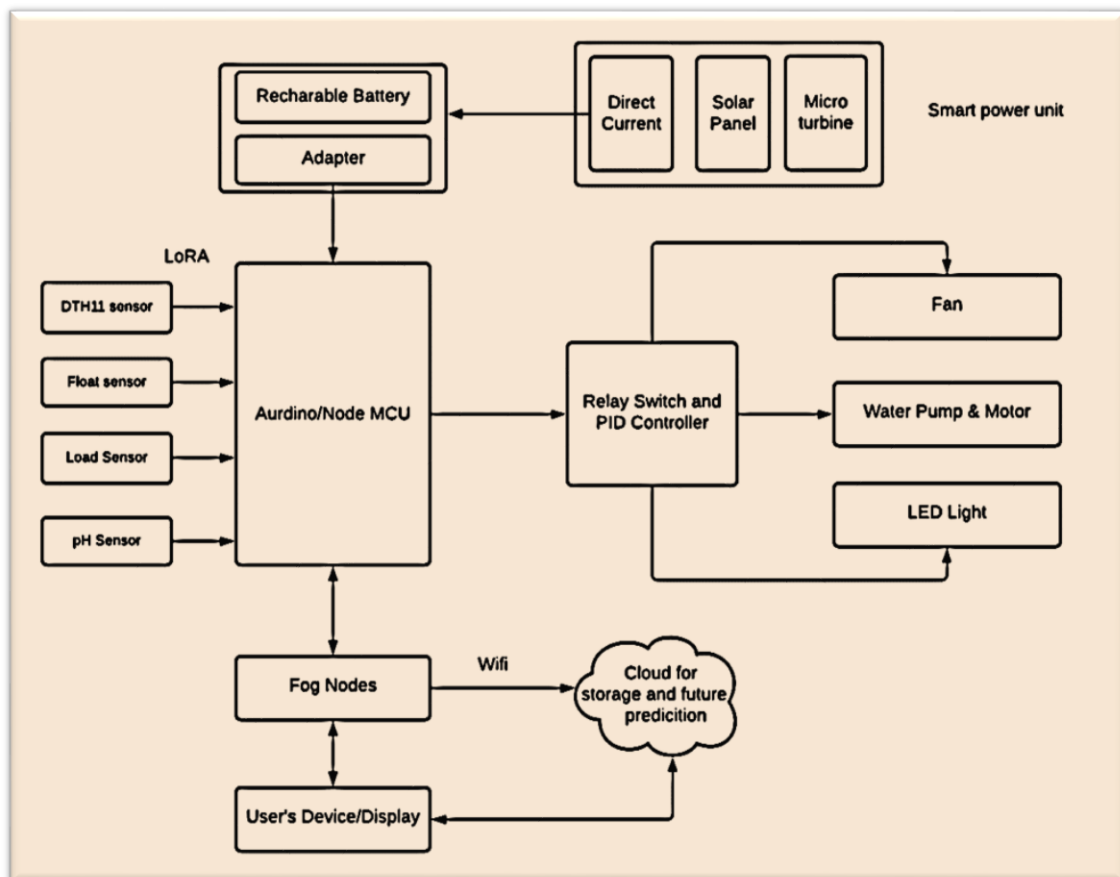 Recharable Battery
Adapter
Direct
Current
Solar
Panel
Micro
turbine
Smart power unit
LoRA
DTH11 sensor
Float sensor
Load Sensor
pH Sensor
Aurdino/Node MCU
Relay Switch and
PID Controller
Fan
Water Pump & Motor
LED Light
Fog Nodes
Wifi
Cloud for
storage and future
predicition
User's Device/Display